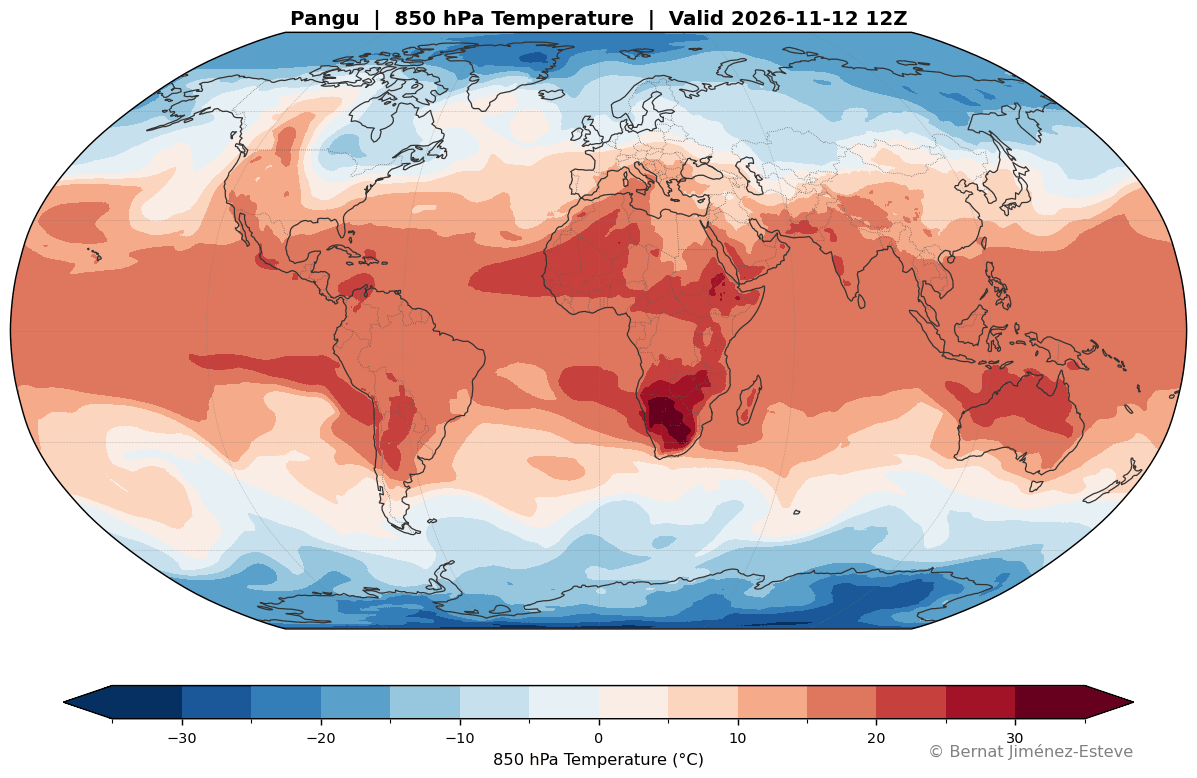 Pangu | 850 hPa Temperature | Valid 2026-11-12 12Z
−30 −20 −10 0 10 20 30
850 hPa Temperature (°C)
© Bernat Jiménez-Esteve